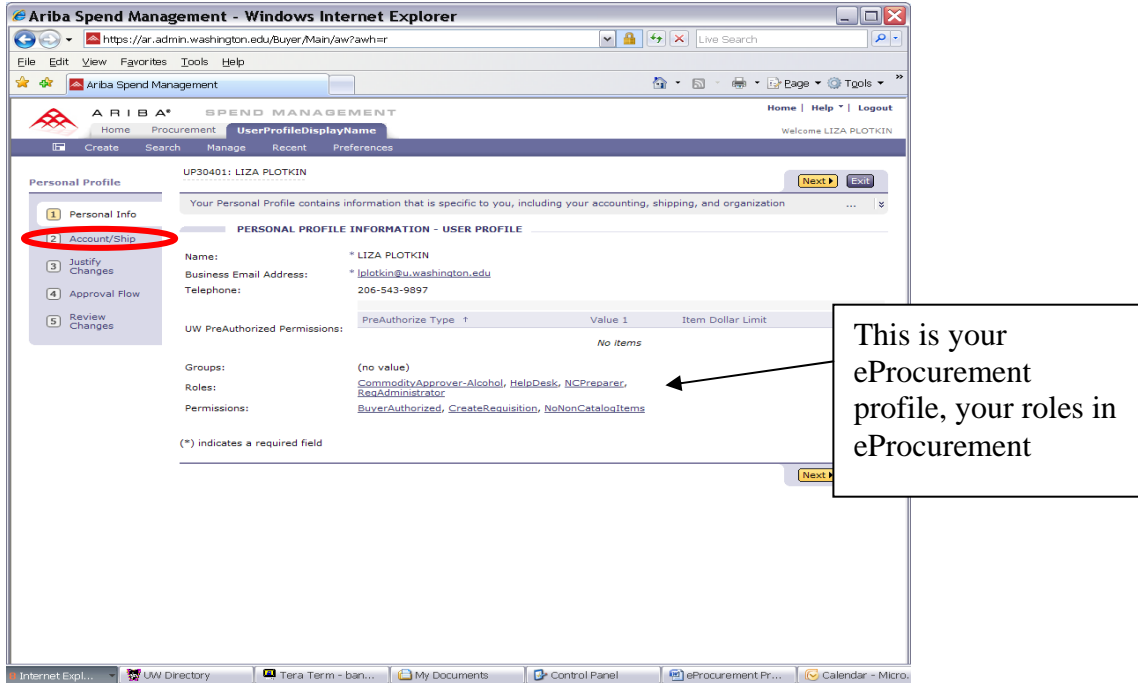 Ariba Spend Management - Windows Internet Explorer
https://ar.admin.washington.edu/Buyer/Main/aw?awh=r
Live Search
File Edit View Favorites Tools Help
Ariba Spend Management
Page Tools »
ARIBA SPEND MANAGEMENT
Home | Help | Logout
Home Procurement UserProfileDisplayName
Welcome LIZA PLOTKIN
Create Search Manage Recent Preferences
Personal Profile
1 Personal Info
2 Account/Ship
3 Justify
Changes
4 Approval Flow
5 Review
Changes
UP30401: LIZA PLOTKIN
Next Exit
Your Personal Profile contains information that is specific to you, including your accounting, shipping, and organization ...
PERSONAL PROFILE INFORMATION - USER PROFILE
Name: * LIZA PLOTKIN
Business Email Address: * lplotkin@u.washington.edu
Telephone: 206-543-9897
UW PreAuthorized Permissions:
PreAuthorize Type ↑ Value 1 Item Dollar Limit
No items
Groups: (no value)
Roles: CommodityApprover-Alcohol, HelpDesk, NCPreparer,
ReqAdministrator
Permissions: BuyerAuthorized, CreateRequisition, NoNonCatalogItems
(*) indicates a required field
Next
This is your
eProcurement
profile, your roles in
eProcurement
Internet Expl... UW Directory Tera Term - ban... My Documents Control Panel eProcurement Pr... Calendar - Micro.